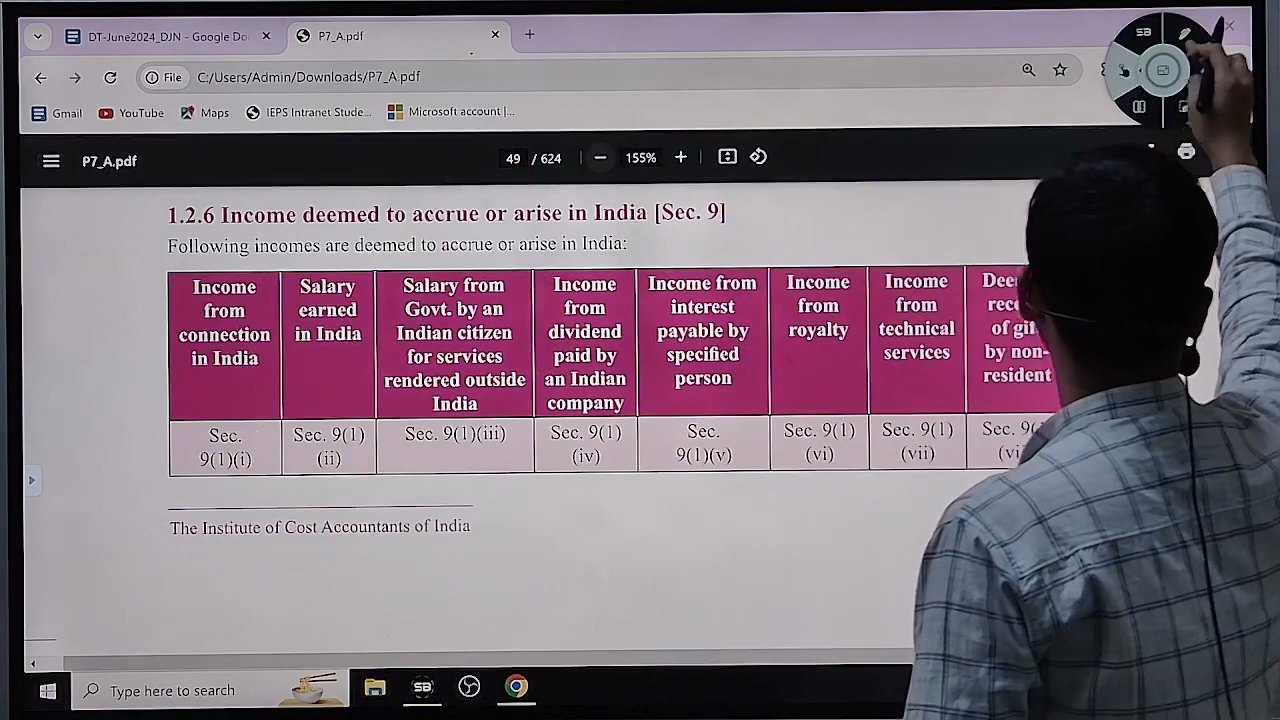 DT-June2024_DJN - Google Do
P7_A.pdf
SB
File
C:/Users/Admin/Downloads/P7_A.pdf
Gmail
YouTube
Maps
IEPS Intranet Stude...
Microsoft account |...
P7_A.pdf
49 / 624
155%
1.2.6 Income deemed to accrue or arise in India [Sec. 9]
Following incomes are deemed to accrue or arise in India:
Income
from
connection
in India
Salary
earned
in India
Salary from
Govt. by an
Indian citizen
for services
rendered outside
India
Income
from
dividend
paid by
an Indian
company
Income from
interest
payable by
specified
person
Income
from
royalty
Income
from
technical
services
of
by non-
resident
Sec.
9(1)(i)
Sec. 9(1)
(ii)
Sec. 9(1)(iii)
Sec. 9(1)
(iv)
Sec.
9(1)(v)
Sec. 9(1)
(vi)
Sec. 9(1)
(vii)
Sec.
The Institute of Cost Accountants of India
Type here to search
SB